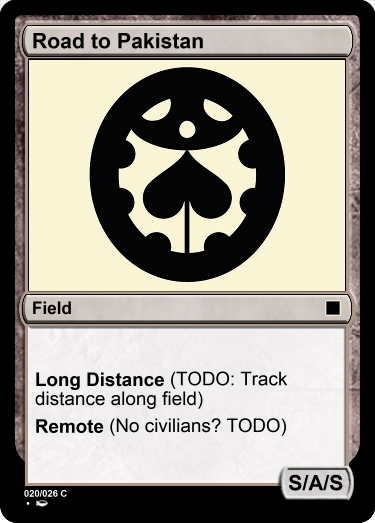 Road to Pakistan
Field
Long Distance (TODO: Track
distance along field)
Remote (No civilians? TODO)
S/A/S
020/026 C